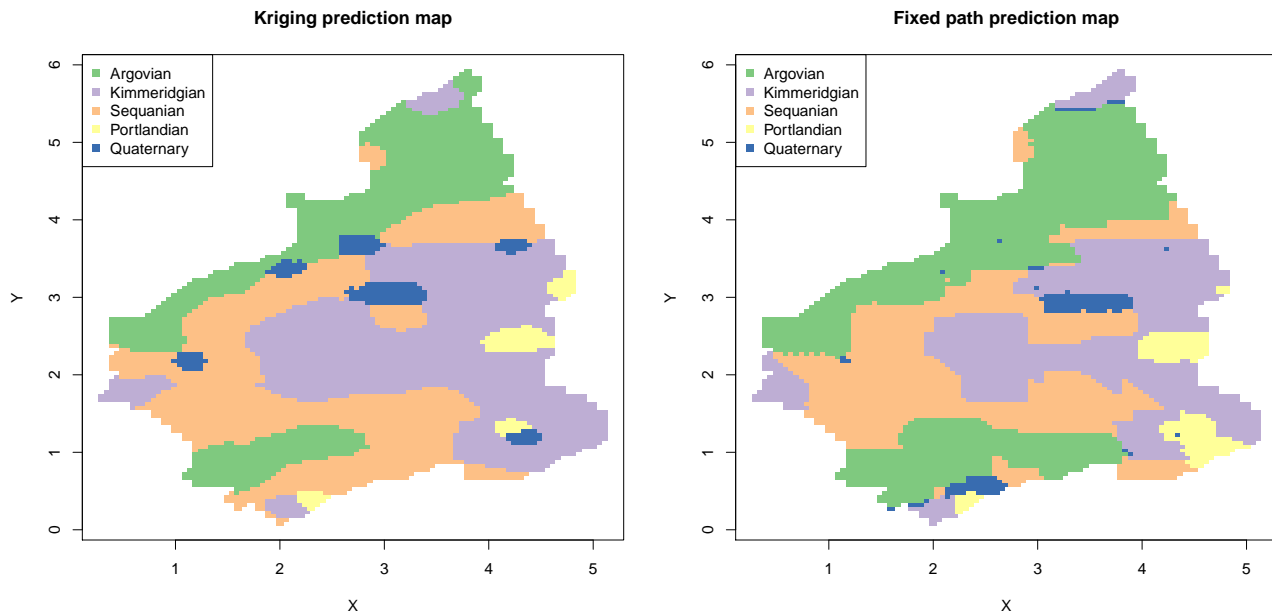 Kriging prediction map
Argovian
Kimmeridgian
Sequanian
Portlandian
Quaternary
6
5
4
3
2
1
0
Y
1 2 3 4 5
X
Fixed path prediction map
Argovian
Kimmeridgian
Sequanian
Portlandian
Quaternary
6
5
4
3
2
1
0
Y
1 2 3 4 5
X